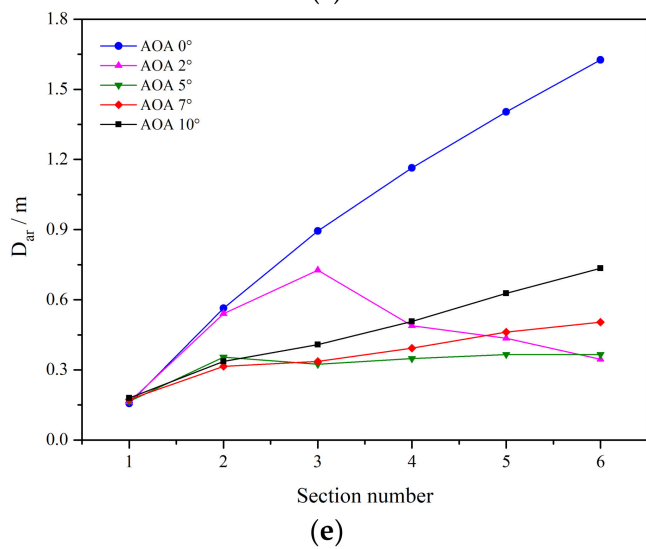 1.8
1.5
1.2
0.9
0.6
0.3
0.0
D_ar / m
AOA 0°
AOA 2°
AOA 5°
AOA 7°
AOA 10°
1 2 3 4 5 6
Section number
(e)